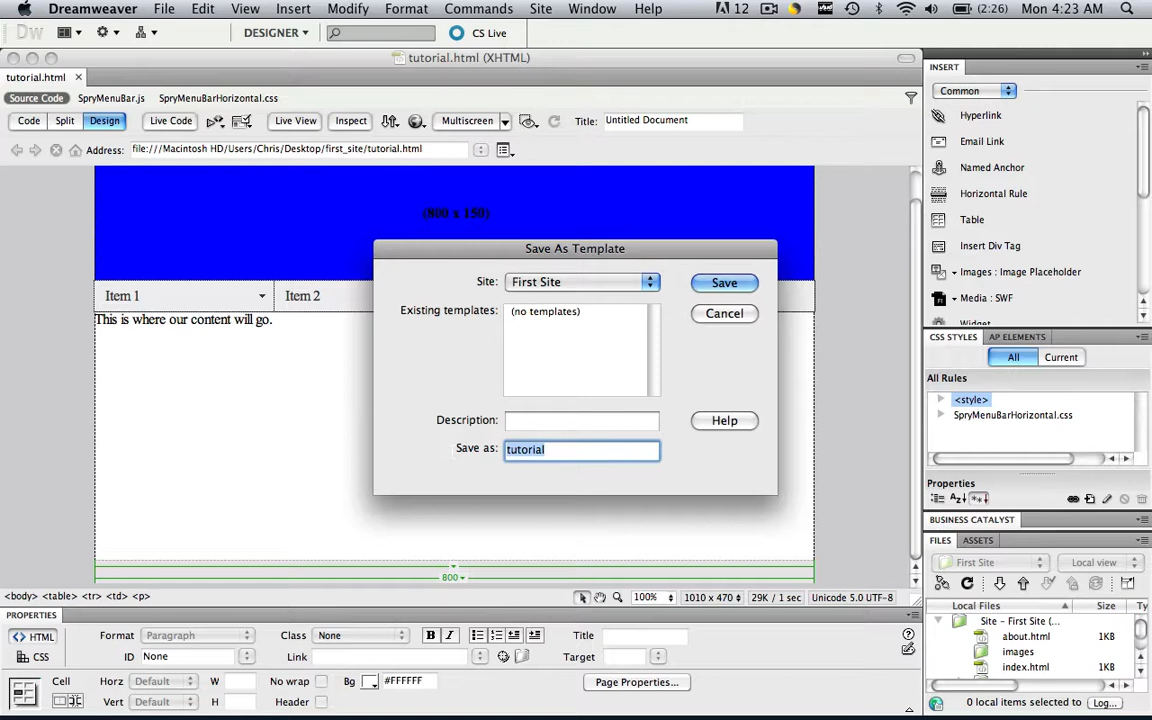 Dreamweaver File Edit View Insert Modify Format Commands Site Window Help 12 (2:26) Mon 4:23 AM
Dw DESIGNER CS Live
tutorial.html (XHTML)
tutorial.html
Source Code SpryMenuBar.js SpryMenuBarHorizontal.css
Code Split Design Live Code Live View Inspect Multiscreen Title: Untitled Document
Address: file:///Macintosh HD/Users/Chris/Desktop/first_site/tutorial.html
(800 x 150)
Item 1 Item 2
This is where our content will go.
Save As Template
Site: First Site Save
Existing templates: (no templates) Cancel
Description: Help
Save as: tutorial
800
<body> <table> <tr> <td> <p> 100% 1010 x 470 29K / 1 sec Unicode 5.0 UTF-8
PROPERTIES
<> HTML Format Paragraph Class None B I Title
CSS ID None Link Target
Cell Horz Default W No wrap Bg #FFFFFF Page Properties...
Vert Default H Header
INSERT
Common
Hyperlink
Email Link
Named Anchor
Horizontal Rule
Table
Insert Div Tag
Images : Image Placeholder
Media : SWF
Widget
CSS STYLES AP ELEMENTS
All Current
All Rules
<style>
SpryMenuBarHorizontal.css
Properties
BUSINESS CATALYST
FILES ASSETS
First Site Local view
Local Files Size Ty
Site - First Site (...
about.html 1KB
images
index.html 1KB
0 local items selected to Log...